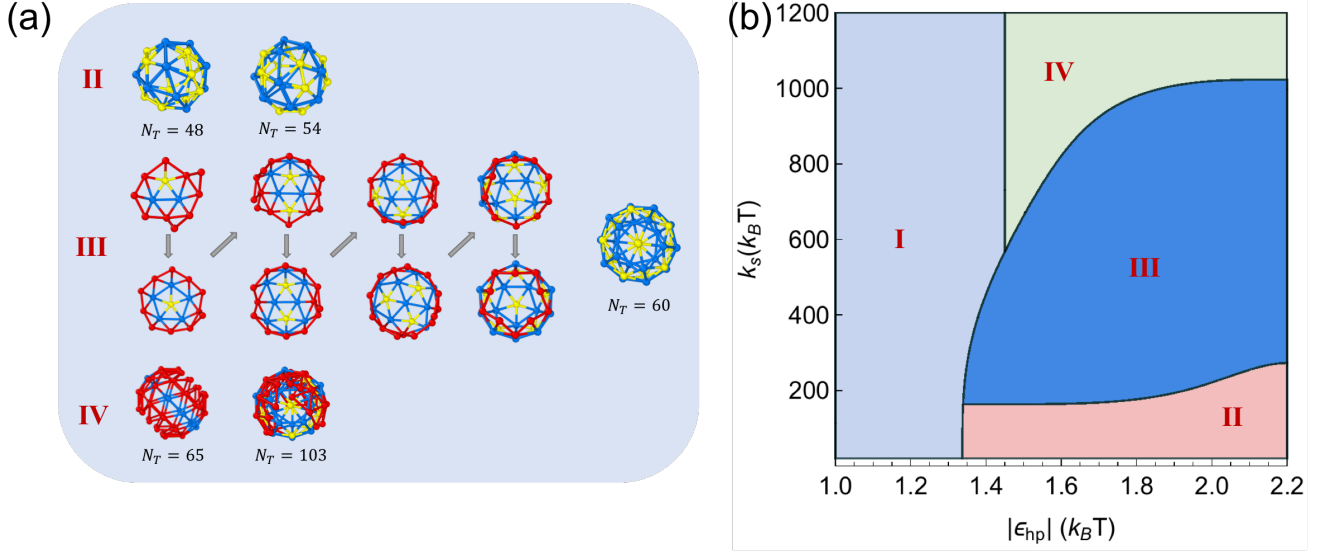 (a)
II
N_T = 48
N_T = 54
III
N_T = 60
IV
N_T = 65
N_T = 103
(b)
k_s(k_BT)
1200
1000
800
600
400
200
I
IV
III
II
1.0 1.2 1.4 1.6 1.8 2.0 2.2
|ϵ_hp| (k_BT)